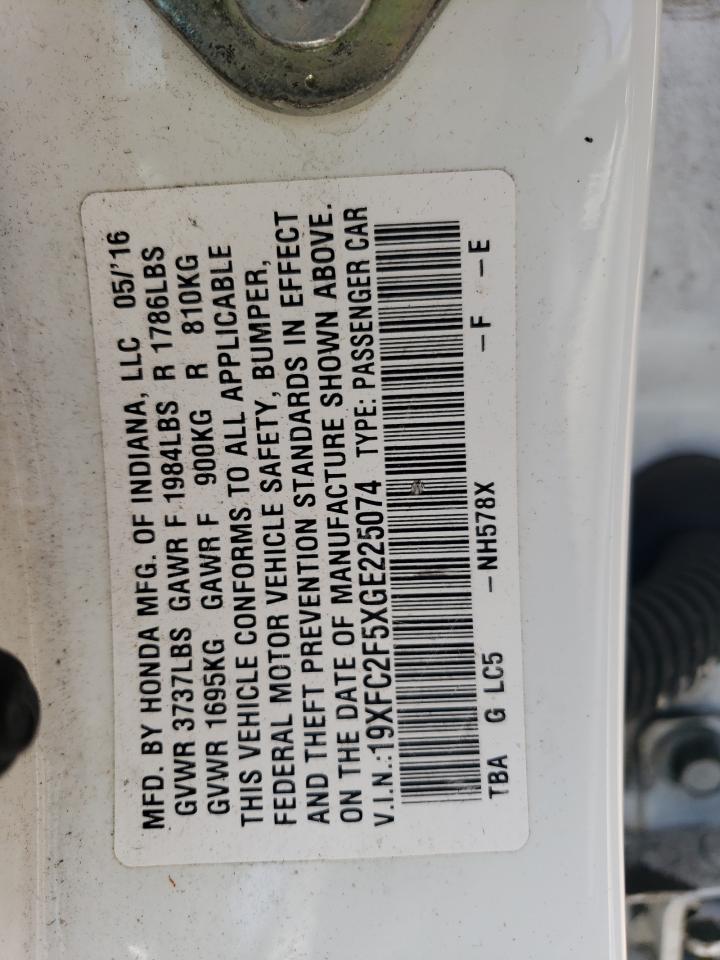 MFD. BY HONDA MFG. OF INDIANA, LLC 05/'16
GVWR 3737LBS GAWR F 1984LBS R 1786LBS
GVWR 1695KG GAWR F 900KG R 810KG
THIS VEHICLE CONFORMS TO ALL APPLICABLE
FEDERAL MOTOR VEHICLE SAFETY, BUMPER,
AND THEFT PREVENTION STANDARDS IN EFFECT
ON THE DATE OF MANUFACTURE SHOWN ABOVE.
V.I.N.:19XFC2F5XGE225074 TYPE: PASSENGER CAR
TBA G LC5 -NH578X -F -E